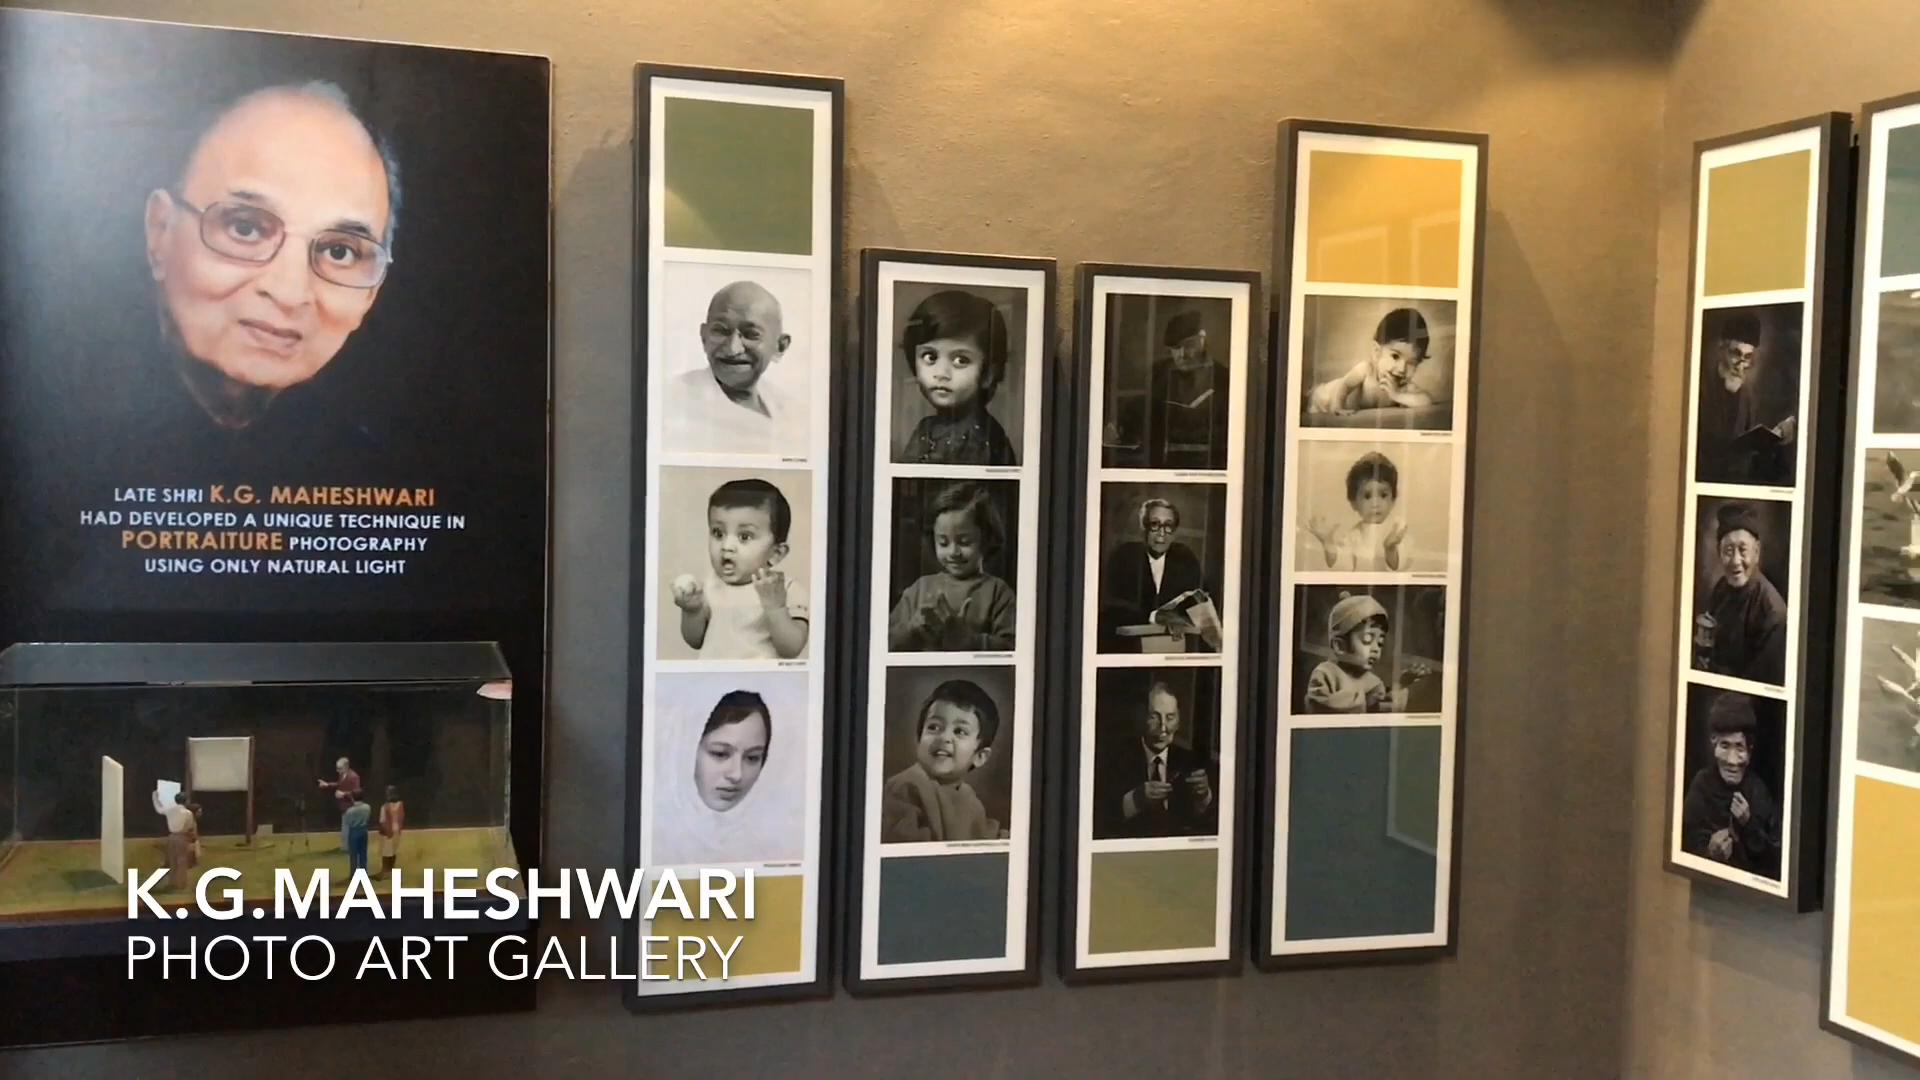 LATE SHRI K.G. MAHESHWARI
HAD DEVELOPED A UNIQUE TECHNIQUE IN
PORTRAITURE PHOTOGRAPHY
USING ONLY NATURAL LIGHT
K.G.MAHESHWARI
PHOTO ART GALLERY